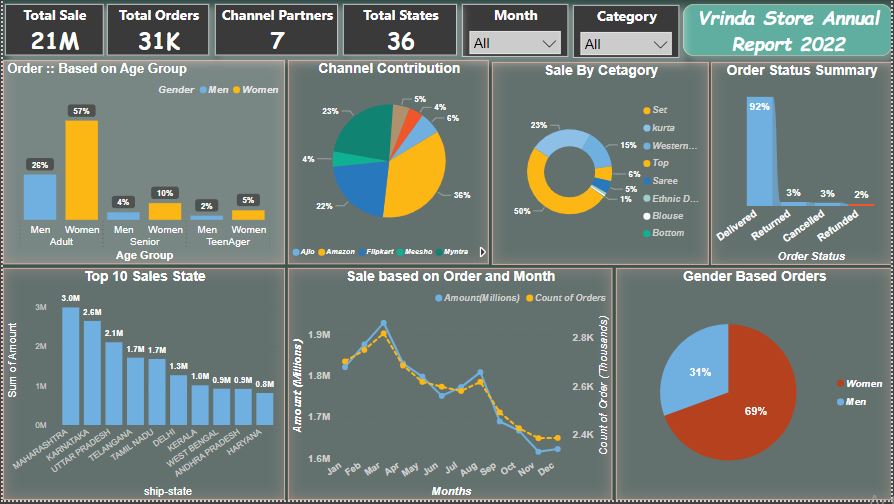 Total Sale
21M
Total Orders
31K
Channel Partners
7
Total States
36
Month
All
Category
All
Vrinda Store Annual
Report 2022
Order :: Based on Age Group
Gender Men Women
26%
57%
4%
10%
2%
5%
Men Women Men Women Men Women
Adult Senior TeenAger
Age Group
Channel Contribution
5%
4%
6%
36%
22%
4%
23%
Ajio Amazon Flipkart Meesho Myntra
Sale By Cetagory
23%
15%
6%
5%
1%
50%
Set
kurta
Western...
Top
Saree
Ethnic D...
Blouse
Bottom
Order Status Summary
92%
3%
3%
2%
Delivered
Returned
Cancelled
Refunded
Order Status
Top 10 Sales State
Sum of Amount
3M
2M
1M
0M
3.0M
2.6M
2.1M
1.7M
1.7M
1.3M
1.0M
0.9M
0.9M
0.8M
MAHARASHTRA
KARNATAKA
UTTAR PRADESH
TELANGANA
TAMIL NADU
DELHI
KERALA
WEST BENGAL
ANDHRA PRADESH
HARYANA
ship-state
Sale based on Order and Month
Amount(Millions) Count of Orders
Amount (Millions)
1.9M
1.8M
1.7M
1.6M
2.8K
2.6K
2.4K
Count of Order (Thousands)
Jan
Feb
Mar
Apr
May
Jun
Jul
Aug
Sep
Oct
Nov
Dec
Months
Gender Based Orders
31%
69%
Women
Men